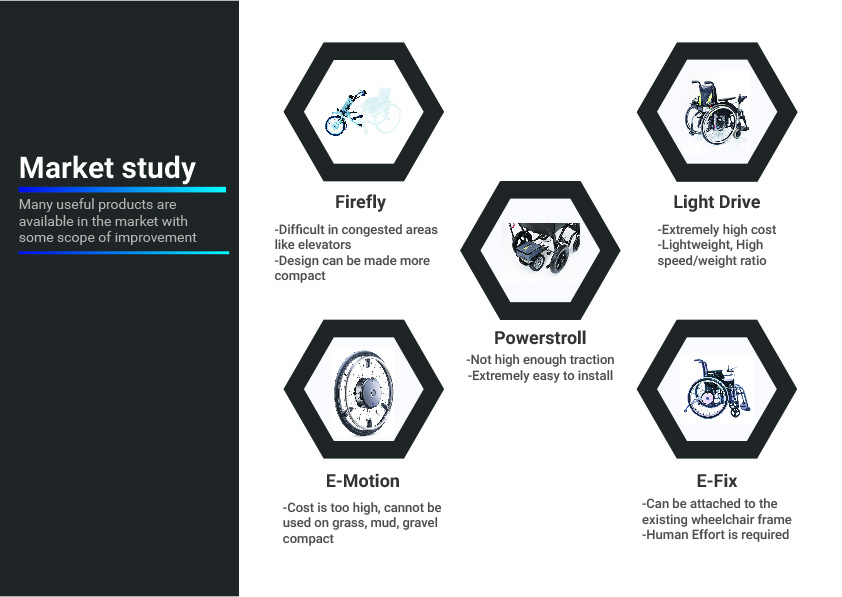 Market study
Many useful products are
available in the market with
some scope of improvement
Firefly
-Difficult in congested areas
like elevators
-Design can be made more
compact
Light Drive
-Extremely high cost
-Lightweight, High
speed/weight ratio
Powerstroll
-Not high enough traction
-Extremely easy to install
E-Motion
-Cost is too high, cannot be
used on grass, mud, gravel
compact
E-Fix
-Can be attached to the
existing wheelchair frame
-Human Effort is required